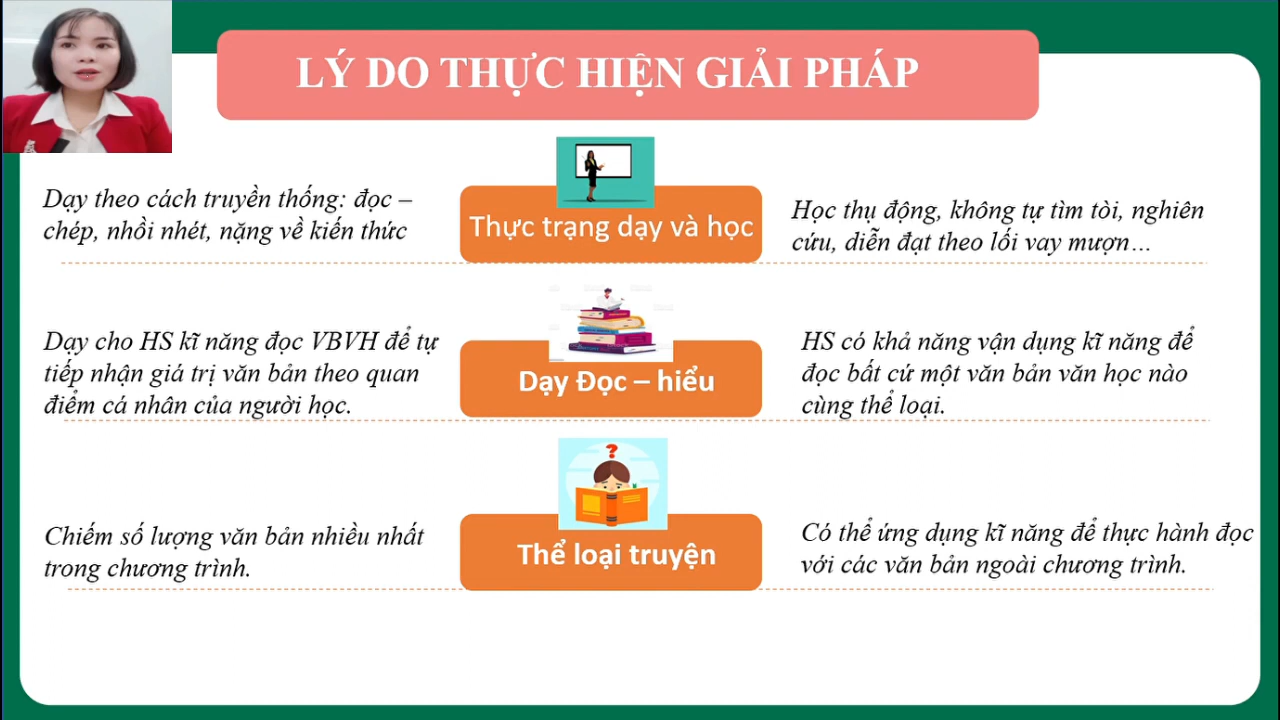 LÝ DO THỰC HIỆN GIẢI PHÁP
Dạy theo cách truyền thống: đọc –
chép, nhồi nhét, nặng về kiến thức
Thực trạng dạy và học
Học thụ động, không tự tìm tòi, nghiên
cứu, diễn đạt theo lối vay mượn…
Dạy cho HS kĩ năng đọc VBVH để tự
tiếp nhận giá trị văn bản theo quan
điểm cá nhân của người học.
Dạy Đọc – hiểu
HS có khả năng vận dụng kĩ năng để
đọc bất cứ một văn bản văn học nào
cùng thể loại.
Chiếm số lượng văn bản nhiều nhất
trong chương trình.
?
Thể loại truyện
Có thể ứng dụng kĩ năng để thực hành đọc
với các văn bản ngoài chương trình.